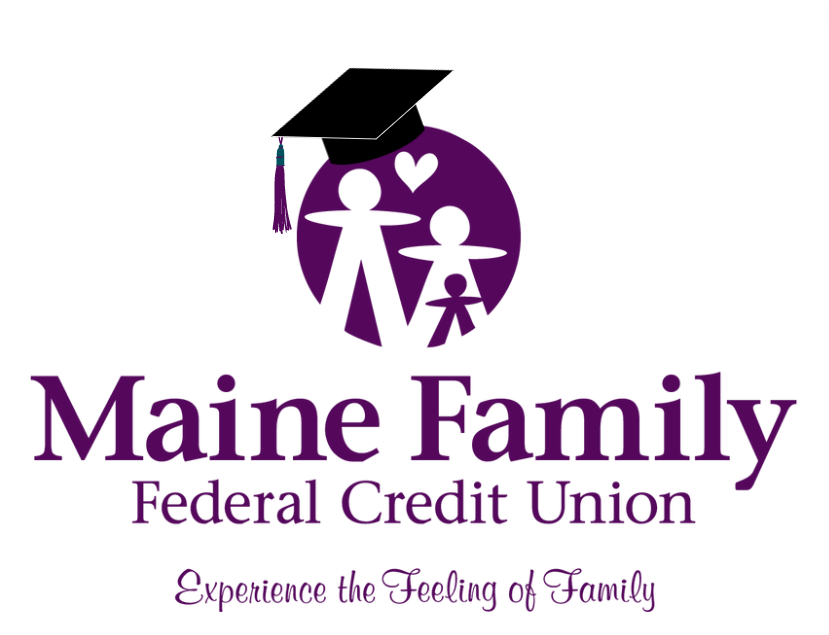 Maine Family
Federal Credit Union
Experience the Feeling of Family